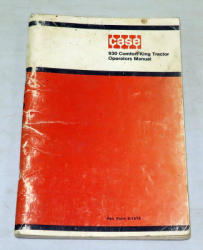 case
930 Comfort King Tractor
Operators Manual